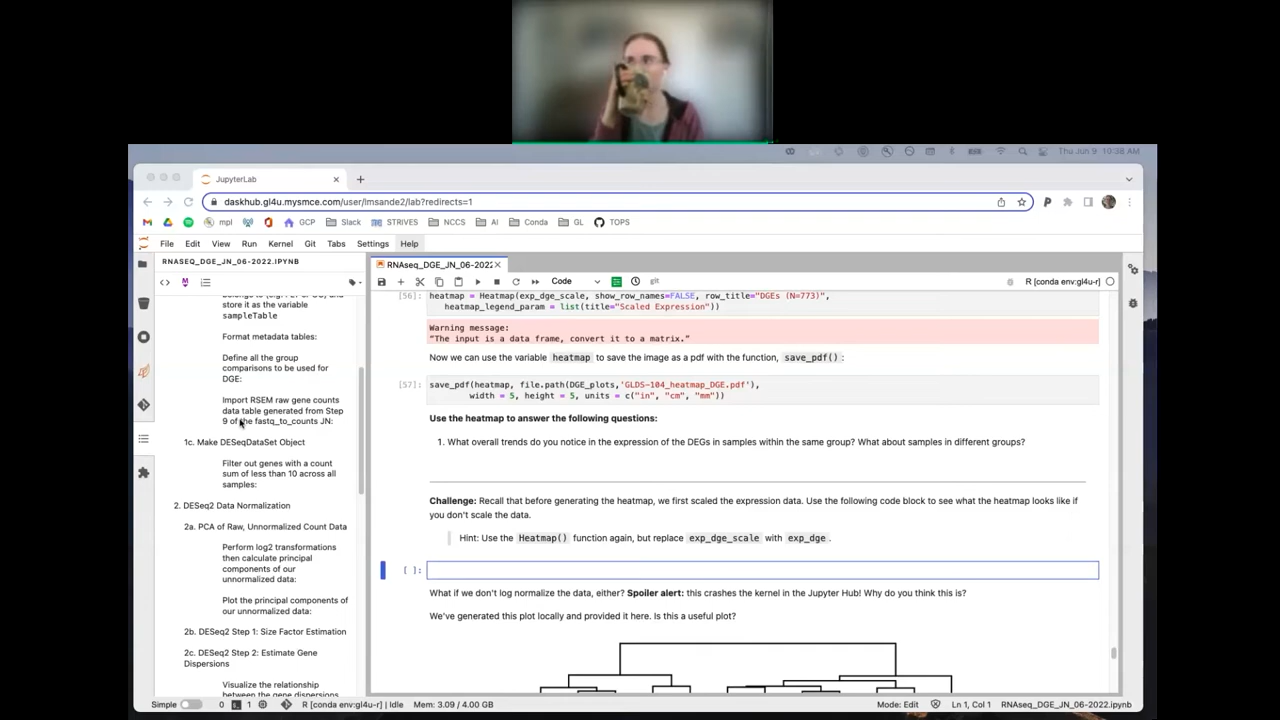 Thu Jun 9 10:38 AM
JupyterLab
daskhub.gl4u.mysmce.com/user/lmsande2/lab?redirects=1
mpl GCP Slack STRIVES NCCS AI Conda GL TOPS
File Edit View Run Kernel Git Tabs Settings Help
RNASEQ_DGE_JN_06-2022.IPYNB
store it as the variable
sampleTable
Format metadata tables:
Define all the group
comparisons to be used for
DGE:
Import RSEM raw gene counts
data table generated from Step
9 of the fastq_to_counts JN:
1c. Make DESeqDataSet Object
Filter out genes with a count
sum of less than 10 across all
samples:
2. DESeq2 Data Normalization
2a. PCA of Raw, Unnormalized Count Data
Perform log2 transformations
then calculate principal
components of our
unnormalized data:
Plot the principal components
of our unnormalized data:
2b. DESeq2 Step 1: Size Factor Estimation
2c. DESeq2 Step 2: Estimate Gene
Dispersions
Visualize the relationship
between the gene dispersions
RNAseq_DGE_JN_06-2022
Code git R [conda env:gl4u-r]
[56]: heatmap = Heatmap(exp_dge_scale, show_row_names=FALSE, row_title="DGEs (N=773)",
heatmap_legend_param = list(title="Scaled Expression"))
Warning message:
"The input is a data frame, convert it to a matrix."
Now we can use the variable heatmap to save the image as a pdf with the function, save_pdf():
[57]: save_pdf(heatmap, file.path(DGE_plots,'GLDS-104_heatmap_DGE.pdf'),
width = 5, height = 5, units = c("in", "cm", "mm"))
Use the heatmap to answer the following questions:
1. What overall trends do you notice in the expression of the DEGs in samples within the same group? What about samples in different groups?
Challenge: Recall that before generating the heatmap, we first scaled the expression data. Use the following code block to see what the heatmap looks like if
you don't scale the data.
Hint: Use the Heatmap() function again, but replace exp_dge_scale with exp_dge.
[ ]:
What if we don't log normalize the data, either? Spoiler alert: this crashes the kernel in the Jupyter Hub! Why do you think this is?
We've generated this plot locally and provided it here. Is this a useful plot?
Simple 0 1 R [conda env:gl4u-r] | Idle Mem: 3.09 / 4.00 GB Mode: Edit Ln 1, Col 1 RNAseq_DGE_JN_06-2022.ipynb